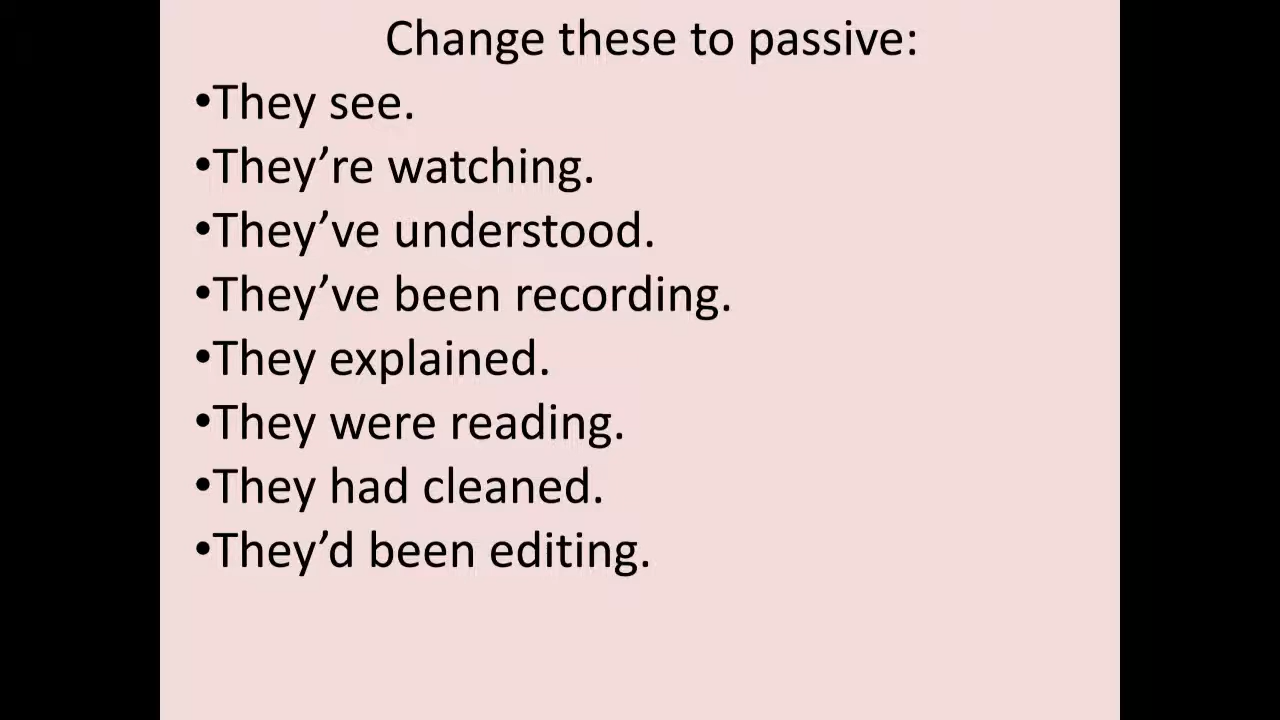 Change these to passive:
•They see.
•They’re watching.
•They’ve understood.
•They’ve been recording.
•They explained.
•They were reading.
•They had cleaned.
•They’d been editing.